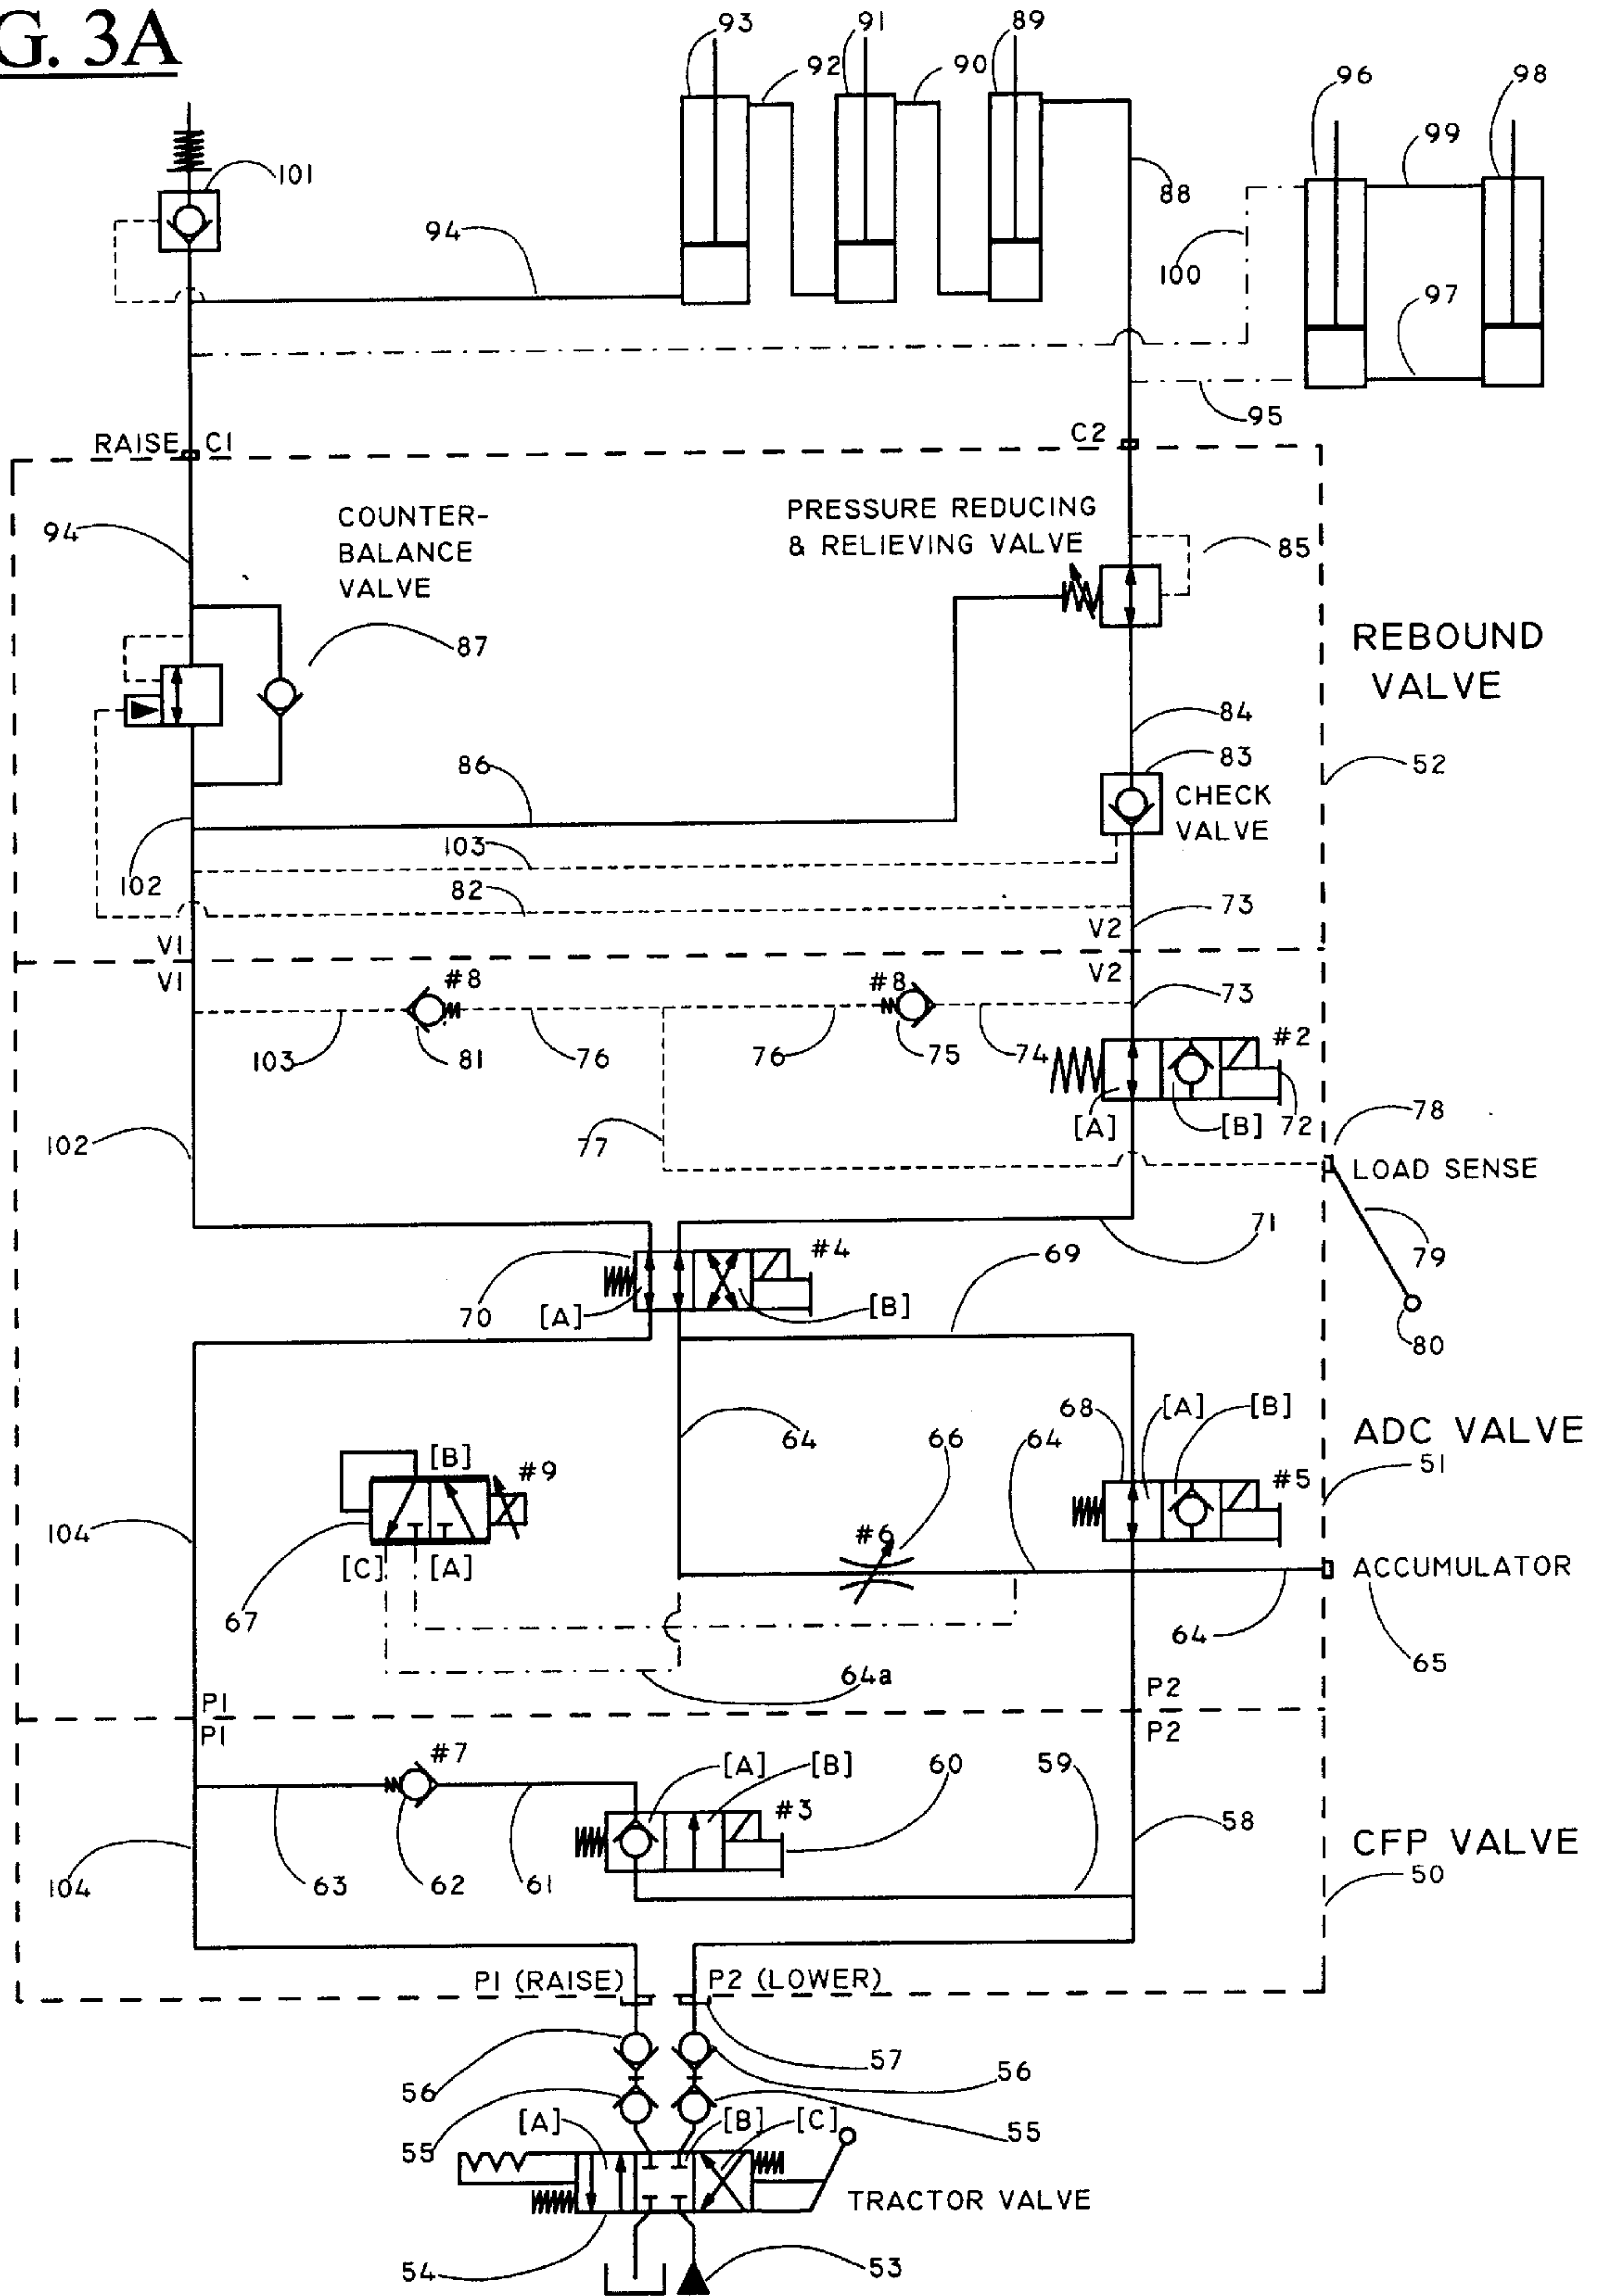 G. 3A
93
91
89
92
90
96
98
99
101
88
94
100
97
95
RAISE C1
C2
COUNTER-
BALANCE
VALVE
PRESSURE REDUCING
& RELIEVING VALVE
94
85
87
REBOUND
VALVE
84
83
86
52
CHECK
VALVE
103
102
82
73
V1
V2
V1
V2
#8
#8
73
103
81
76
76
75
74
#2
[A]
[B]
72
78
77
102
LOAD SENSE
71
79
69
#4
70
[A]
[B]
80
68
[A]
[B]
64
66
64
ADC VALVE
51
[B]
#9
#5
104
#6
[C]
[A]
ACCUMULATOR
67
64
65
64a
P1
P2
P1
P2
#7
[A]
[B]
60
59
#3
58
CFP VALVE
104
63
62
61
50
P1 (RAISE)
P2 (LOWER)
57
56
56
[A]
[B]
[C]
55
55
TRACTOR VALVE
54
53